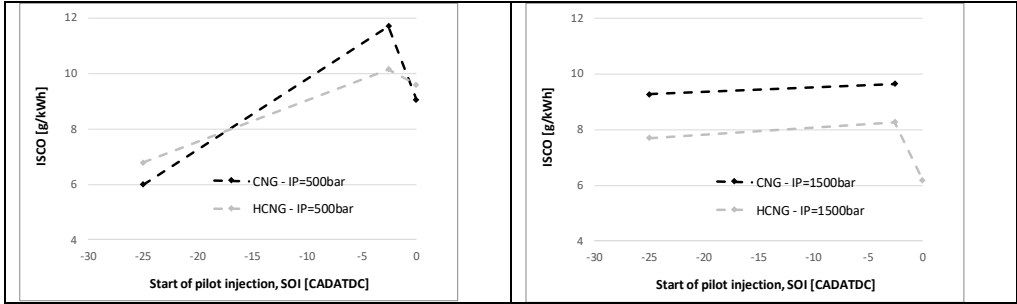 12
10
8
6
4
ISCO [g/kWh]
CNG - IP=500bar
HCNG - IP=500bar
-30 -25 -20 -15 -10 -5 0
Start of pilot injection, SOI [CADATDC]
12
10
8
6
4
ISCO [g/kWh]
CNG - IP=1500bar
HCNG - IP=1500bar
-30 -25 -20 -15 -10 -5 0
Start of pilot injection, SOI [CADATDC]